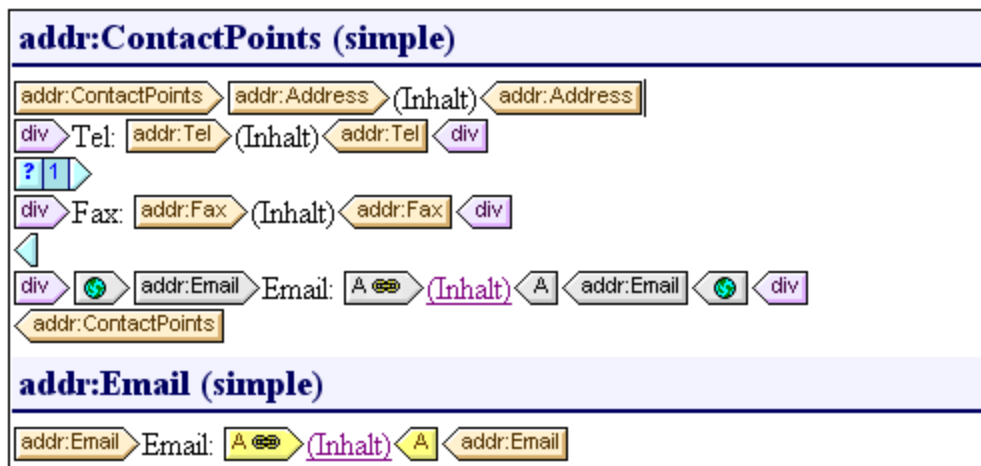 addr:ContactPoints (simple)
addr:ContactPoints addr:Address (Inhalt) addr:Address
div Tel: addr:Tel (Inhalt) addr:Tel div
? 1
div Fax: addr:Fax (Inhalt) addr:Fax div
div addr:Email Email: A (Inhalt) A addr:Email div
addr:ContactPoints
addr:Email (simple)
addr:Email Email: A (Inhalt) A addr:Email